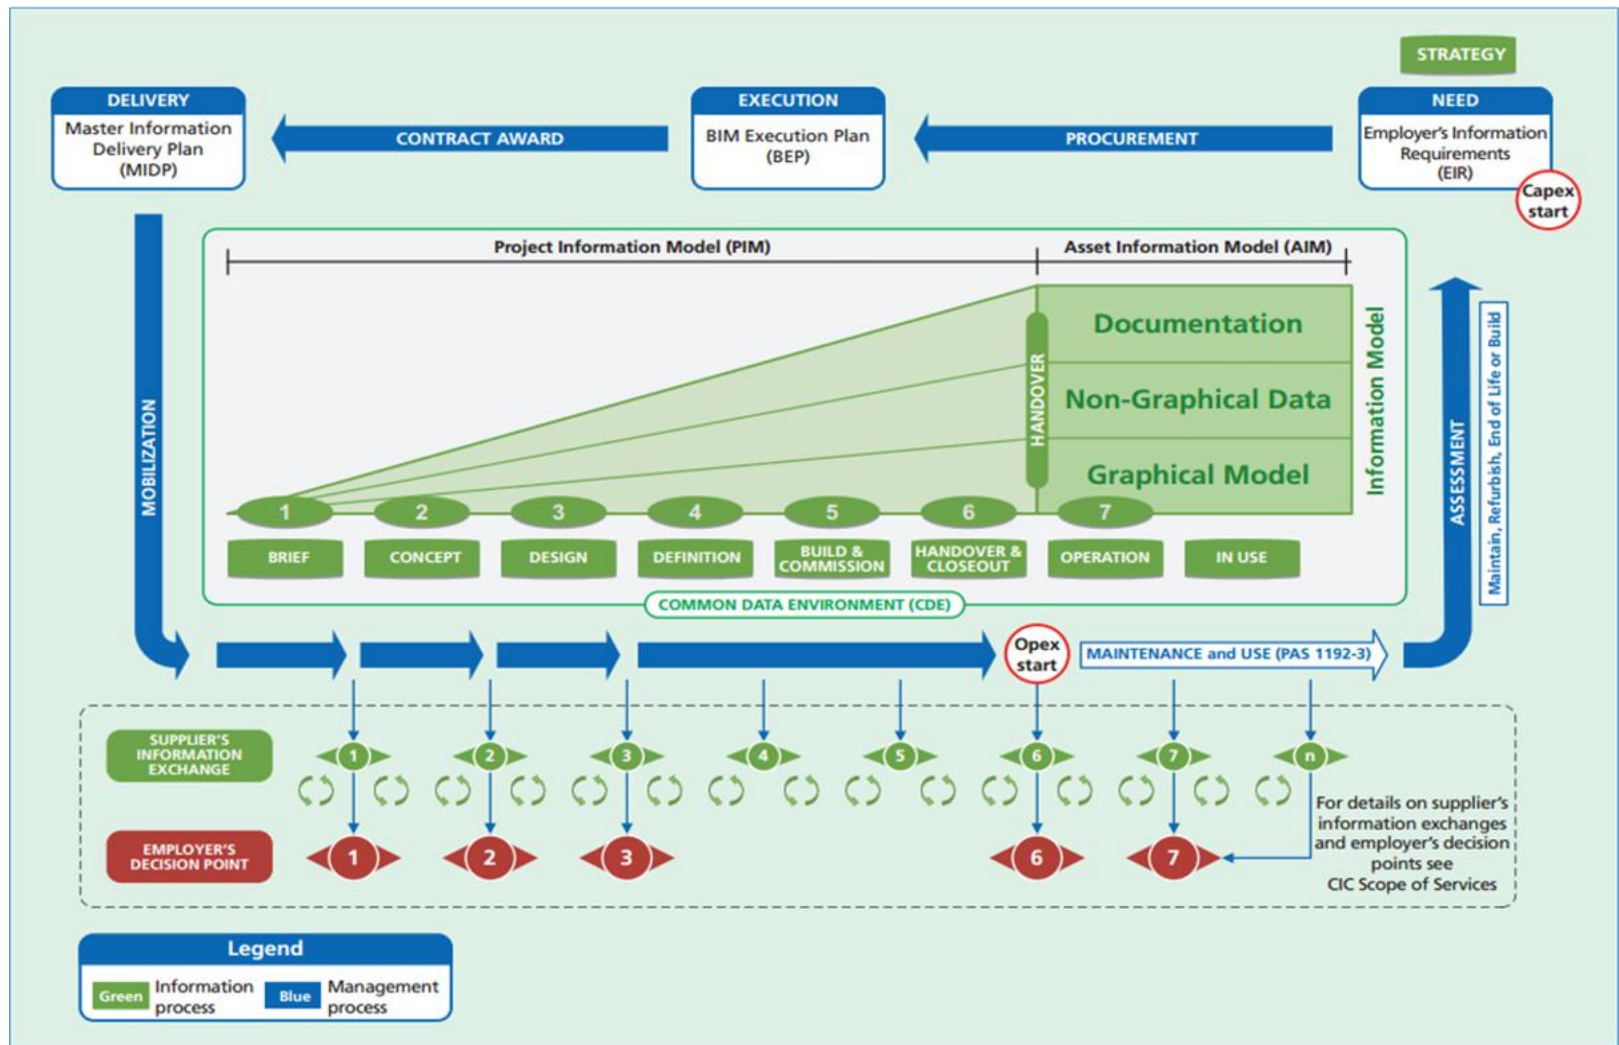 STRATEGY
DELIVERY
Master Information
Delivery Plan
(MIDP)
CONTRACT AWARD
EXECUTION
BIM Execution Plan
(BEP)
PROCUREMENT
NEED
Employer's Information
Requirements
(EIR)
Capex
start
Project Information Model (PIM)
Asset Information Model (AIM)
Documentation
Non-Graphical Data
Graphical Model
HANDOVER
Information Model
MOBILIZATION
ASSESSMENT
Maintain, Refurbish, End of Life or Build
1
2
3
4
5
6
7
BRIEF
CONCEPT
DESIGN
DEFINITION
BUILD &
COMMISSION
HANDOVER &
CLOSEOUT
OPERATION
IN USE
COMMON DATA ENVIRONMENT (CDE)
Opex
start
MAINTENANCE and USE (PAS 1192-3)
SUPPLIER'S
INFORMATION
EXCHANGE
1
2
3
4
5
6
7
n
EMPLOYER'S
DECISION POINT
1
2
3
6
7
For details on supplier's
information exchanges
and employer's decision
points see
CIC Scope of Services
Legend
Green
Information
process
Blue
Management
process